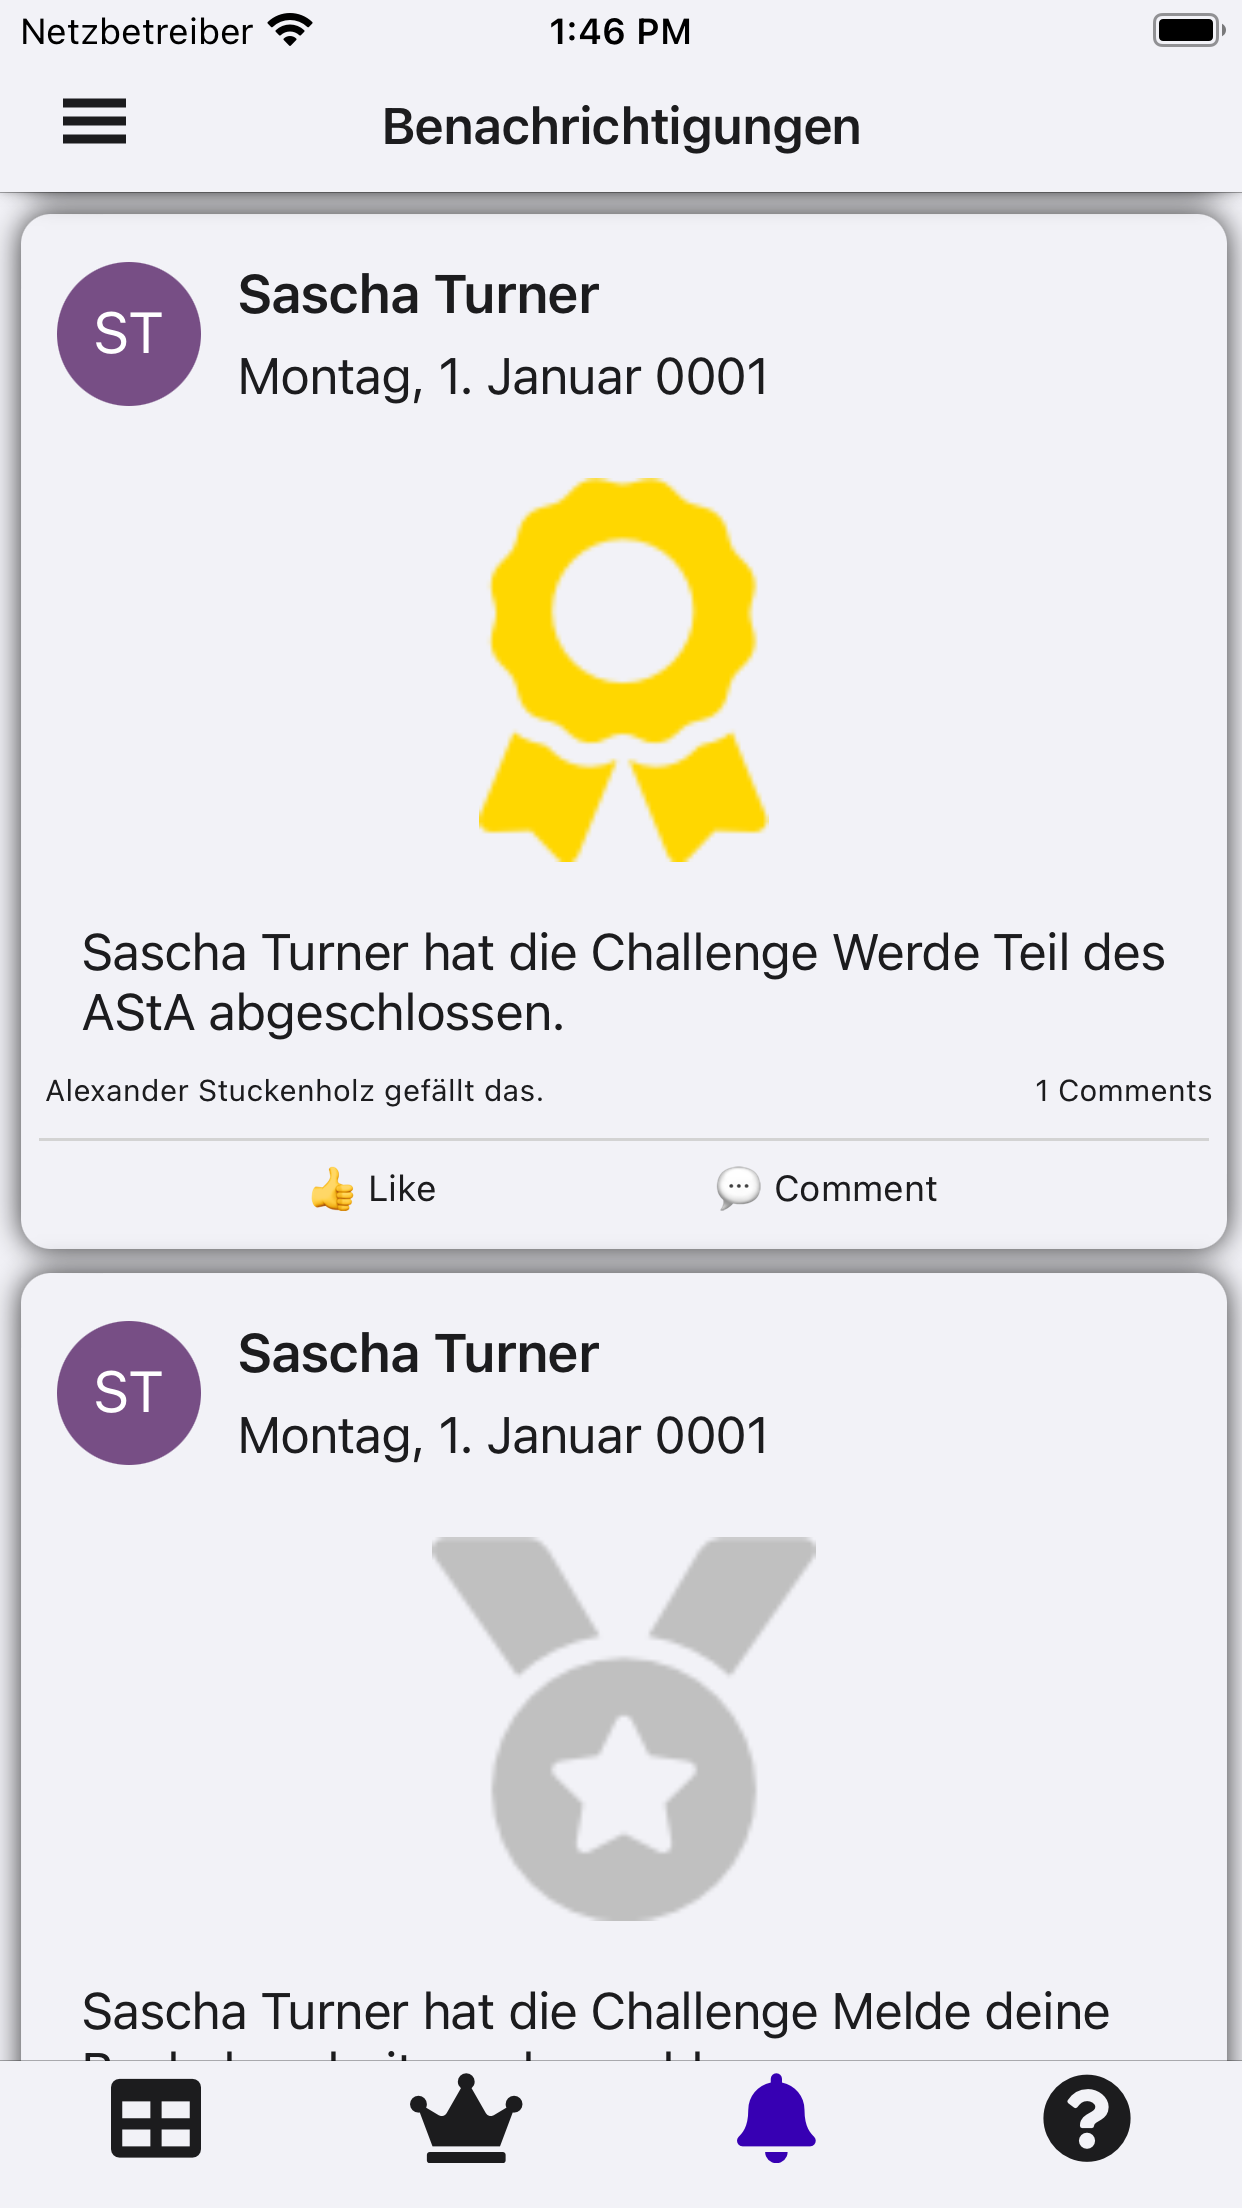 Netzbetreiber 1:46 PM
Benachrichtigungen
ST
Sascha Turner
Montag, 1. Januar 0001
Sascha Turner hat die Challenge Werde Teil des
AStA abgeschlossen.
Alexander Stuckenholz gefällt das. 1 Comments
👍 Like 💬 Comment
ST
Sascha Turner
Montag, 1. Januar 0001
Sascha Turner hat die Challenge Melde deine